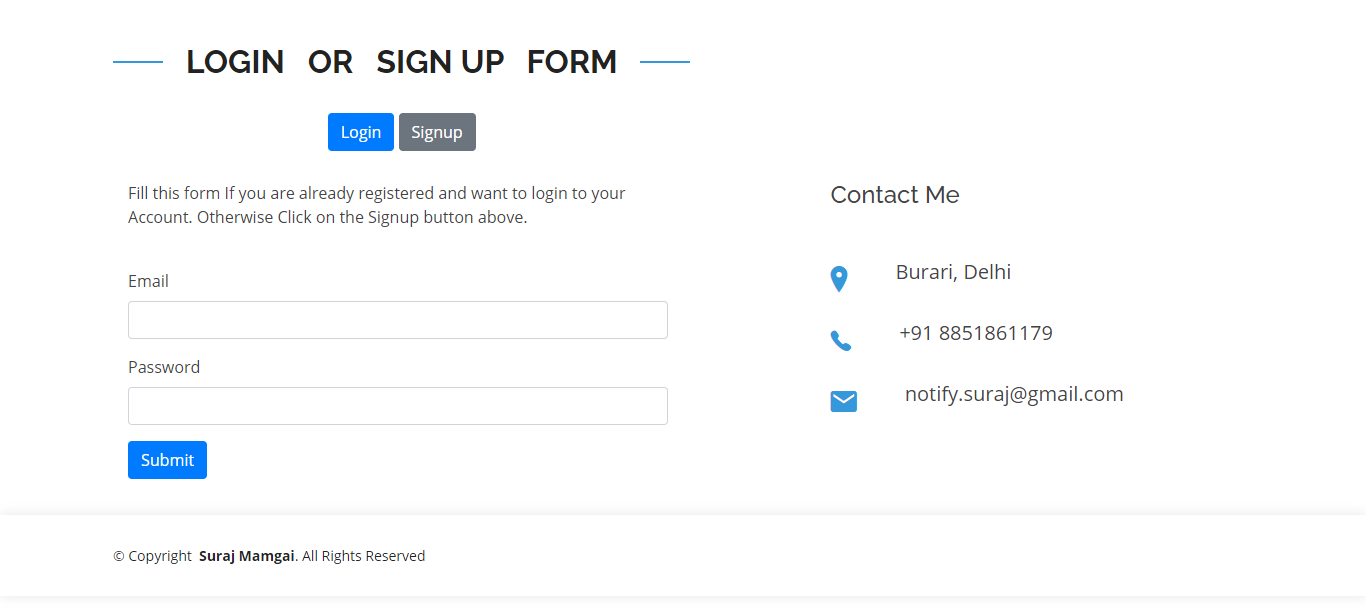 LOGIN OR SIGN UP FORM
Login Signup
Fill this form If you are already registered and want to login to your
Account. Otherwise Click on the Signup button above.
Email
Password
Submit
Contact Me
Burari, Delhi
+91 8851861179
notify.suraj@gmail.com
© Copyright Suraj Mamgai. All Rights Reserved